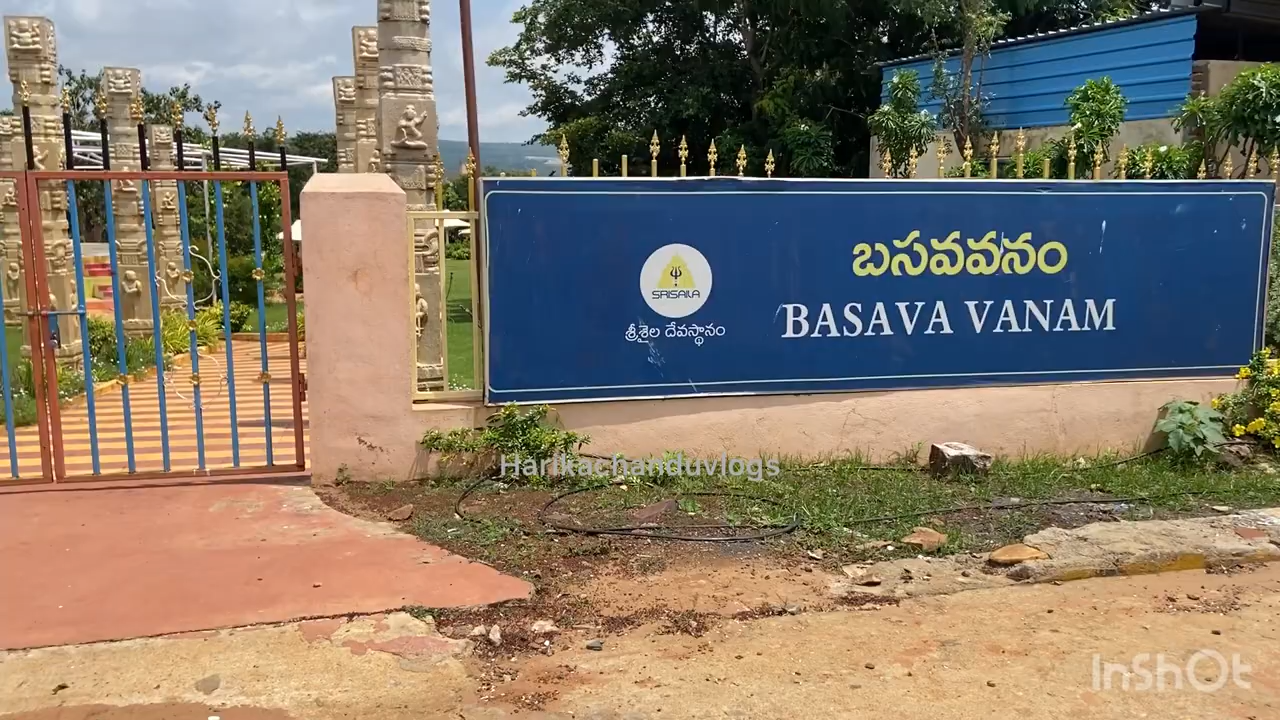 బసవవనం
BASAVA VANAM
SRISAILA
శ్రీశైల దేవస్థానం
Harikachanduvlogs
InShOt